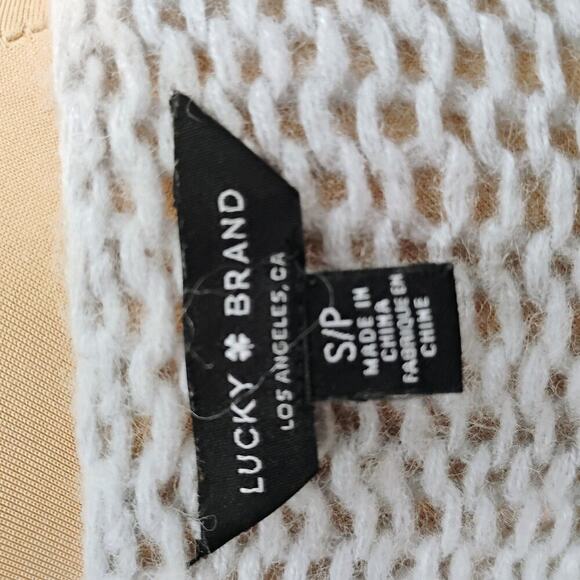 LUCKY BRAND
LOS ANGELES, CA
S/P
MADE IN
CHINA
FABRIQUE EN
CHINE